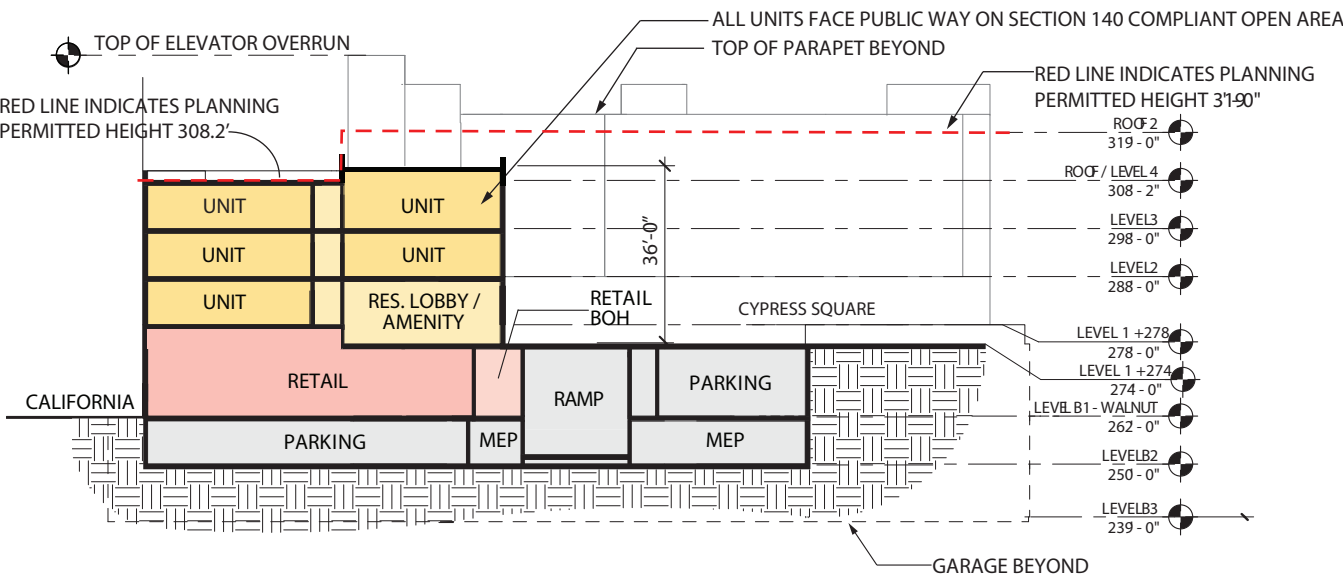 ALL UNITS FACE PUBLIC WAY ON SECTION 140 COMPLIANT OPEN AREA
TOP OF ELEVATOR OVERRUN
TOP OF PARAPET BEYOND
RED LINE INDICATES PLANNING
PERMITTED HEIGHT 3'1-90"
RED LINE INDICATES PLANNING
PERMITTED HEIGHT 308.2'
ROOF 2
319 - 0"
ROOF / LEVEL 4
308 - 2"
LEVEL3
298 - 0"
LEVEL2
288 - 0"
LEVEL 1 +278
278 - 0"
LEVEL 1 +274
274 - 0"
LEVEL B1 - WALNUT
262 - 0"
LEVELB2
250 - 0"
LEVELB3
239 - 0"
UNIT
UNIT
UNIT
UNIT
UNIT
RES. LOBBY /
AMENITY
36'-0"
RETAIL
BOH
CYPRESS SQUARE
RETAIL
RAMP
PARKING
CALIFORNIA
PARKING
MEP
MEP
GARAGE BEYOND